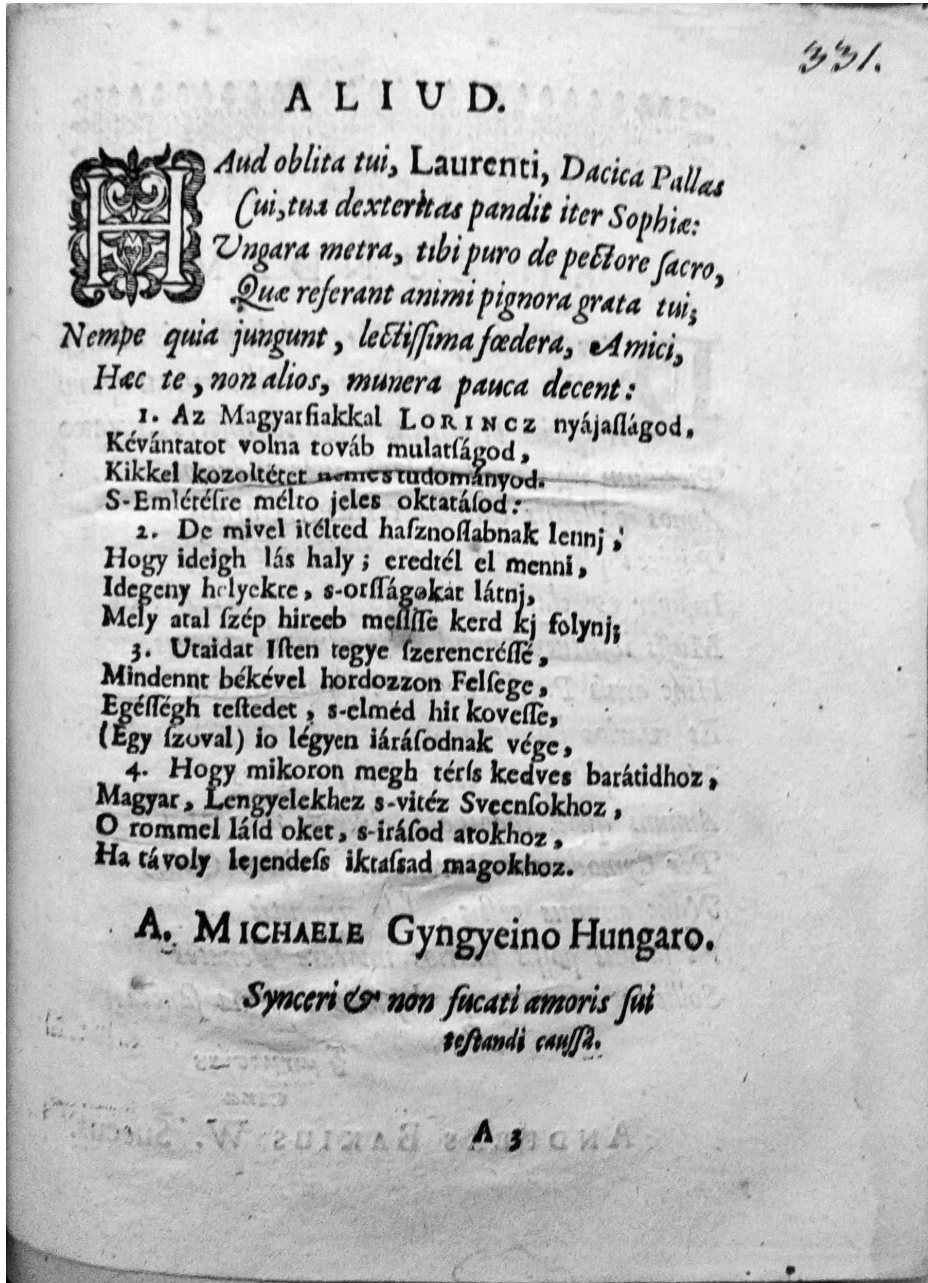 331.
ALIUD.
HAud oblita tui, Laurenti, Dacica Pallas
Cui, tua dexteritas pandit iter Sophiæ:
Ungara metra, tibi puro de pectore sacro,
Quæ referant animi pignora grata tui;
Nempe quia jungunt, lectiſſima fœdera, Amici,
Hæc te, non alios, munera pauca decent:
1. Az Magyarfiakkal LORINCZ nyájaſſágod,
Kévántatot volna továb mulatſágod,
Kikkel kozoltétet nemes tudományod.
S-Emlétéſre mélto jeles oktatáſod:
2. De mivel itélted haſznoſſabnak lennj,
Hogy ideigh lás haly; eredtél el menni,
Idegeny helyekre, s-orſſágokat látnj,
Mely atal ſzép hireeb meſſiſſe kerd kj folynj;
3. Utaidat Iſten tegye ſzerencréſſé,
Mindennt békével hordozzon Felſege,
Egéſſégh teſtedet, s-elméd hit koveſſe,
(Egy ſzoval) io légyen iáráſodnak vége,
4. Hogy mikoron megh térſs kedves barátidhoz,
Magyar, Lengyelekhez s-vitéz Sveenſokhoz,
O rommel láſd oket, s-iráſod atokhoz,
Ha távoly lejendeſs iktaſsad magokhoz.
A. MICHAELE Gyngyeino Hungaro.
Synceri & non fucati amoris ſui
teſtandi cauſſâ.
A 3